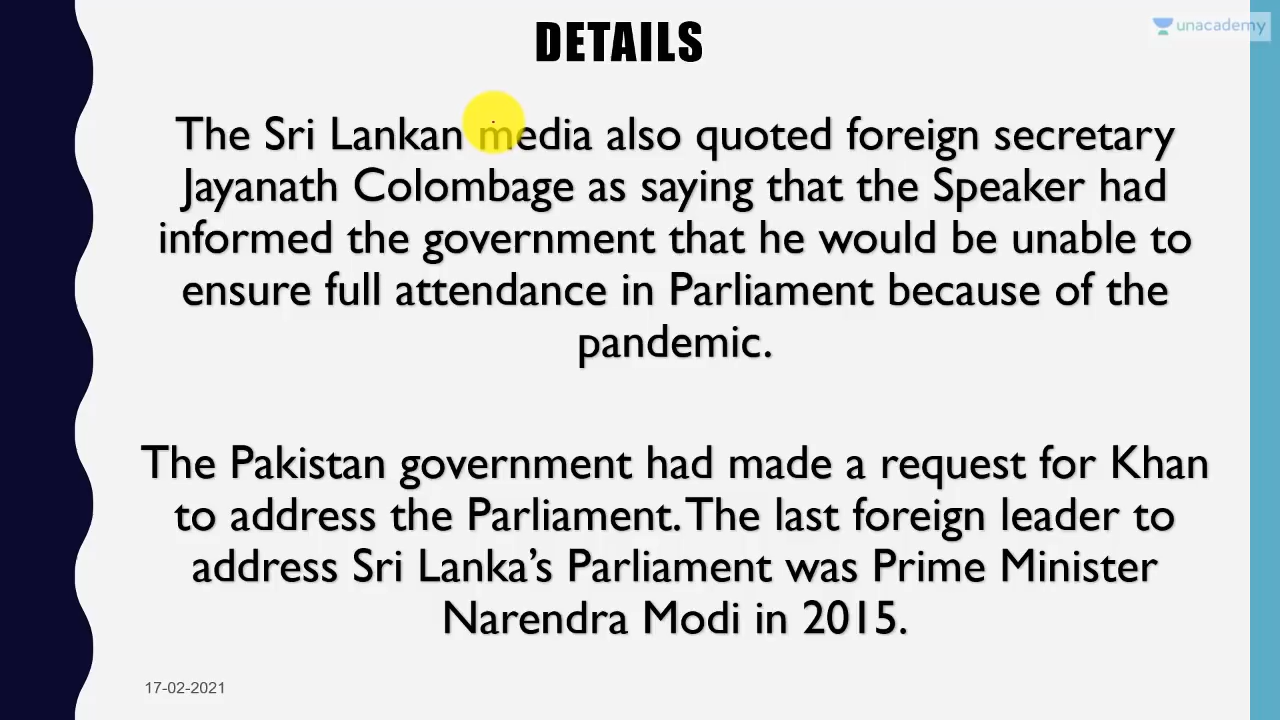 DETAILS
unacademy
The Sri Lankan media also quoted foreign secretary
Jayanath Colombage as saying that the Speaker had
informed the government that he would be unable to
ensure full attendance in Parliament because of the
pandemic.
The Pakistan government had made a request for Khan
to address the Parliament. The last foreign leader to
address Sri Lanka’s Parliament was Prime Minister
Narendra Modi in 2015.
17-02-2021